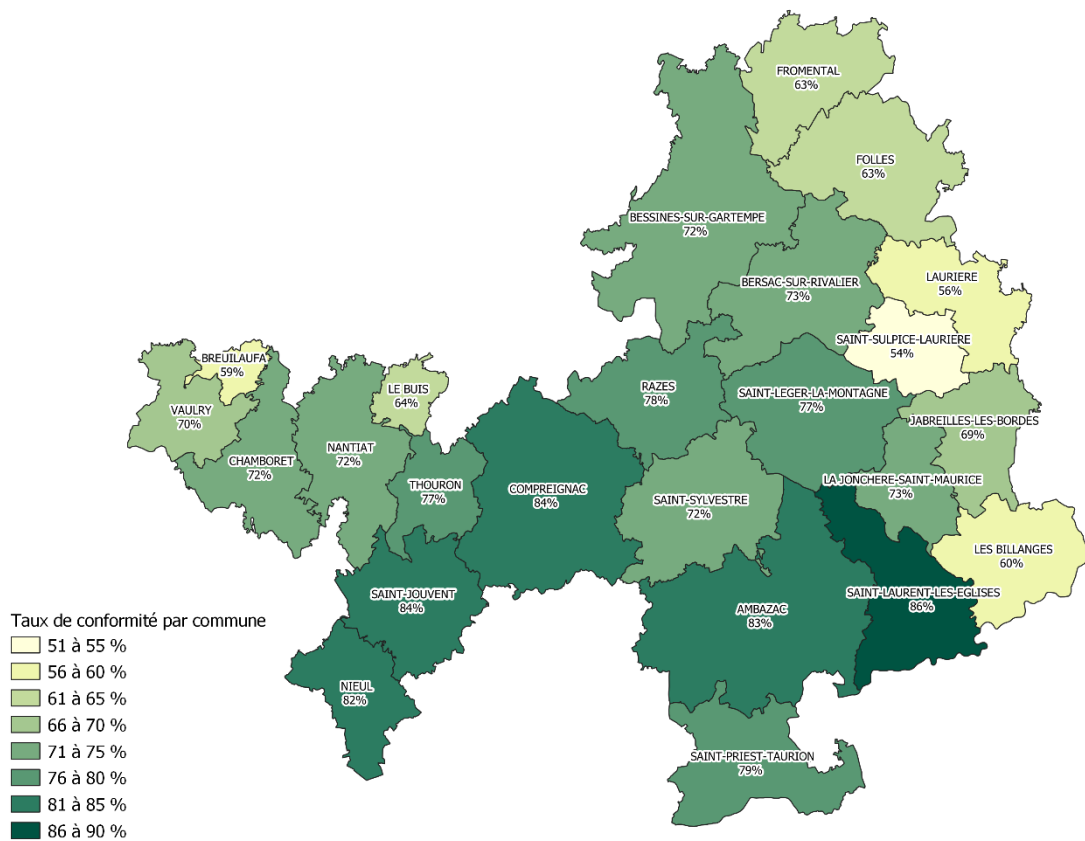 FROMENTAL
63%
FOLLES
63%
BESSINES-SUR-GARTEMPE
72%
LAURIERE
56%
BERSAC-SUR-RIVALIER
73%
SAINT-SULPICE-LAURIERE
54%
BREUILAUFA
59%
LE BUIS
64%
RAZES
78%
SAINT-LEGER-LA-MONTAGNE
77%
VAULRY
70%
JABREILLES-LES-BORDES
69%
NANTIAT
72%
CHAMBORET
72%
THOURON
77%
COMPREIGNAC
84%
SAINT-SYLVESTRE
72%
LA JONCHERE-SAINT-MAURICE
73%
LES BILLANGES
60%
SAINT-JOUVENT
84%
AMBAZAC
83%
SAINT-LAURENT-LES-EGLISES
86%
NIEUL
82%
SAINT-PRIEST-TAURION
79%
Taux de conformité par commune
51 à 55 %
56 à 60 %
61 à 65 %
66 à 70 %
71 à 75 %
76 à 80 %
81 à 85 %
86 à 90 %